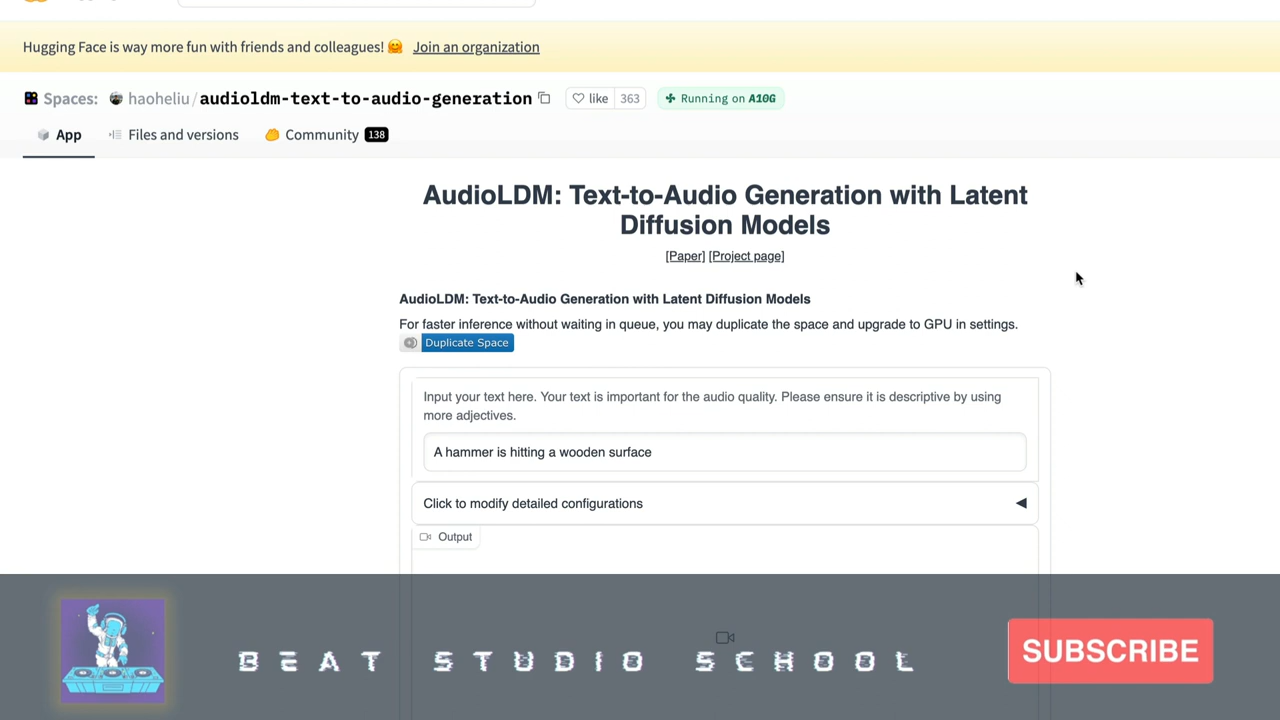 Hugging Face is way more fun with friends and colleagues! 🤗 Join an organization
Spaces: haoheliu/audioldm-text-to-audio-generation like 363 Running on A10G
App Files and versions Community 138
AudioLDM: Text-to-Audio Generation with Latent
Diffusion Models
[Paper] [Project page]
AudioLDM: Text-to-Audio Generation with Latent Diffusion Models
For faster inference without waiting in queue, you may duplicate the space and upgrade to GPU in settings.
Duplicate Space
Input your text here. Your text is important for the audio quality. Please ensure it is descriptive by using
more adjectives.
A hammer is hitting a wooden surface
Click to modify detailed configurations
Output
BEAT STUDIO SCHOOL
SUBSCRIBE